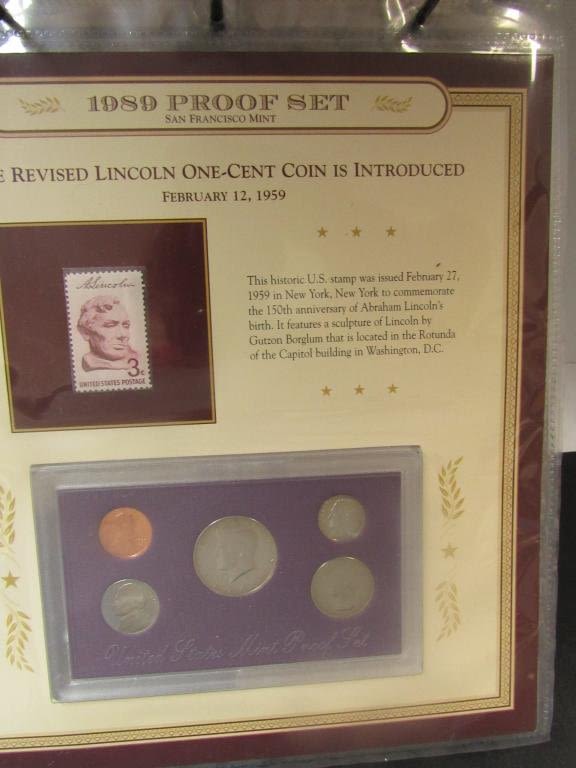 1989 PROOF SET
SAN FRANCISCO MINT
E REVISED LINCOLN ONE-CENT COIN IS INTRODUCED
FEBRUARY 12, 1959
This historic U.S. stamp was issued February 27,
1959 in New York, New York to commemorate
the 150th anniversary of Abraham Lincoln's
birth. It features a sculpture of Lincoln by
Gutzon Borglum that is located in the Rotunda
of the Capitol building in Washington, D.C.
A. Lincoln
3¢
UNITED STATES POSTAGE
United States Mint Proof Set